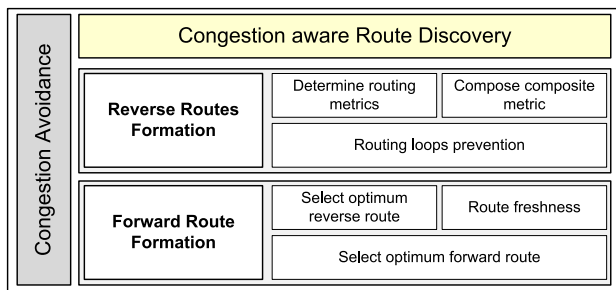 Congestion Avoidance
Congestion aware Route Discovery
Reverse Routes
Formation
Determine routing
metrics
Compose composite
metric
Routing loops prevention
Forward Route
Formation
Select optimum
reverse route
Route freshness
Select optimum forward route